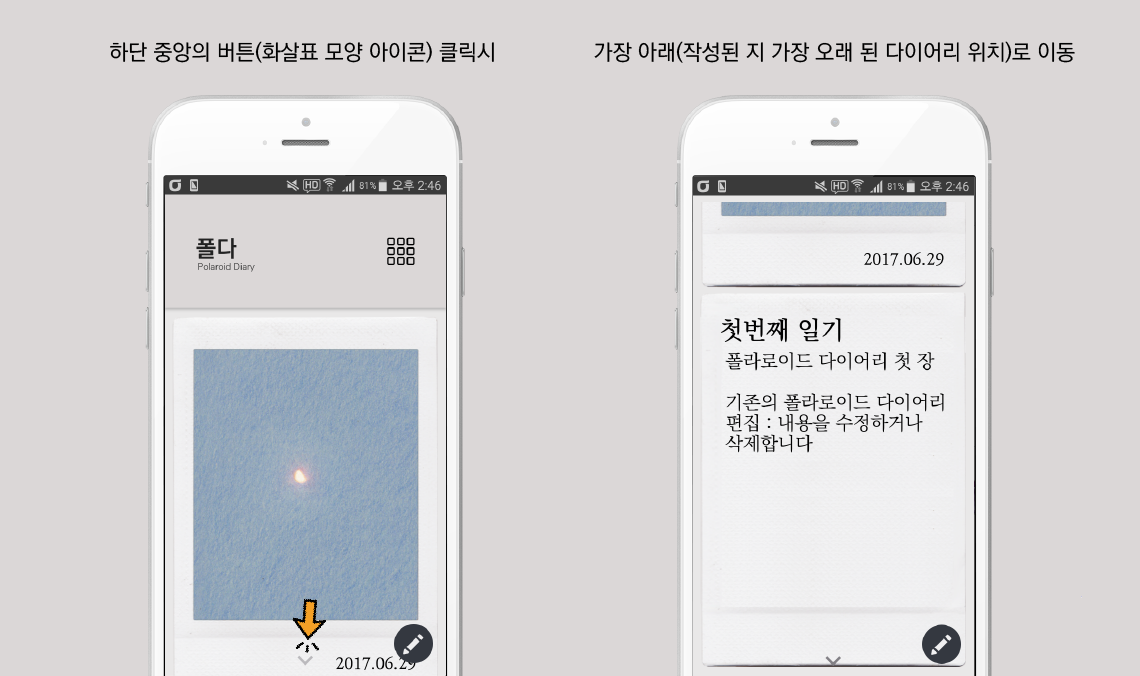 하단 중앙의 버튼(화살표 모양 아이콘) 클릭시
가장 아래(작성된 지 가장 오래 된 다이어리 위치)로 이동
HD 81% 오후 2:46
폴다
Polaroid Diary
2017.06.29
HD 81% 오후 2:46
2017.06.29
첫번째 일기
폴라로이드 다이어리 첫 장
기존의 폴라로이드 다이어리
편집 : 내용을 수정하거나
삭제합니다